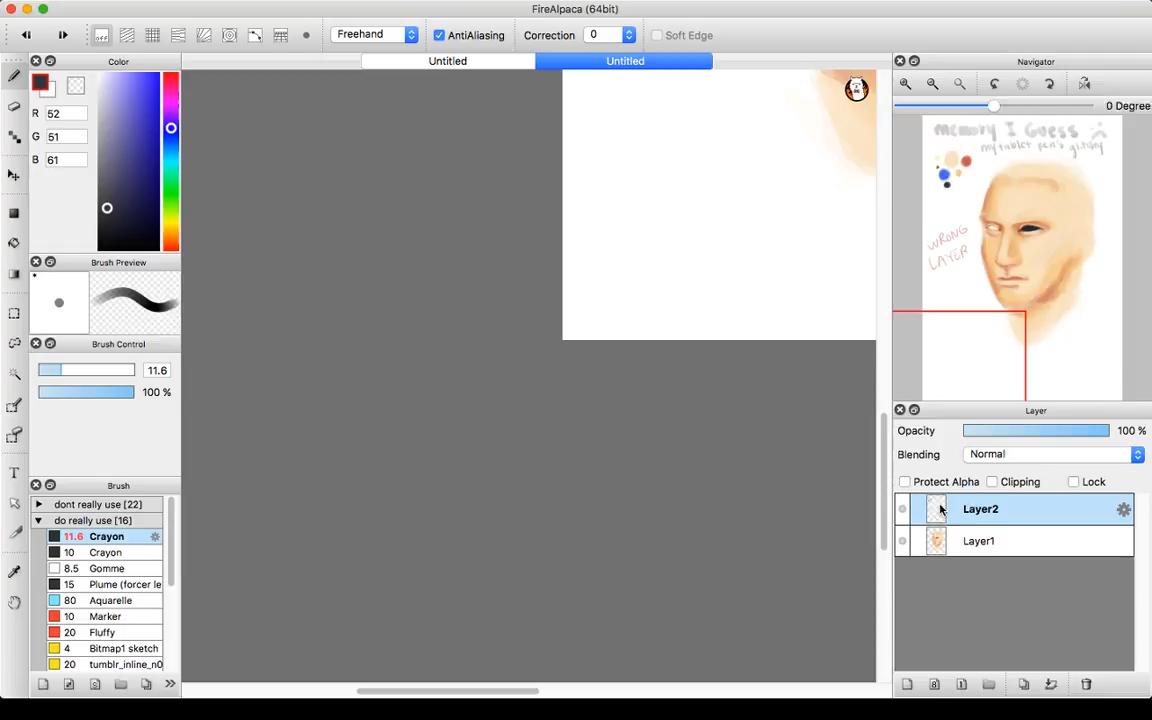 FireAlpaca (64bit)
Freehand
AntiAliasing
Correction
0
Soft Edge
Color
Untitled
Untitled
Navigator
R 52
G 51
B 61
0 Degree
memory I Guess
my tablet pen's glitchy
WRONG
LAYER
Brush Preview
*
Brush Control
11.6
100 %
Layer
Opacity
100 %
Blending
Normal
Protect Alpha
Clipping
Lock
Layer2
Layer1
Brush
dont really use [22]
do really use [16]
11.6 Crayon
10 Crayon
8.5 Gomme
15 Plume (forcer le
80 Aquarelle
10 Marker
20 Fluffy
4 Bitmap1 sketch
20 tumblr_inline_n0